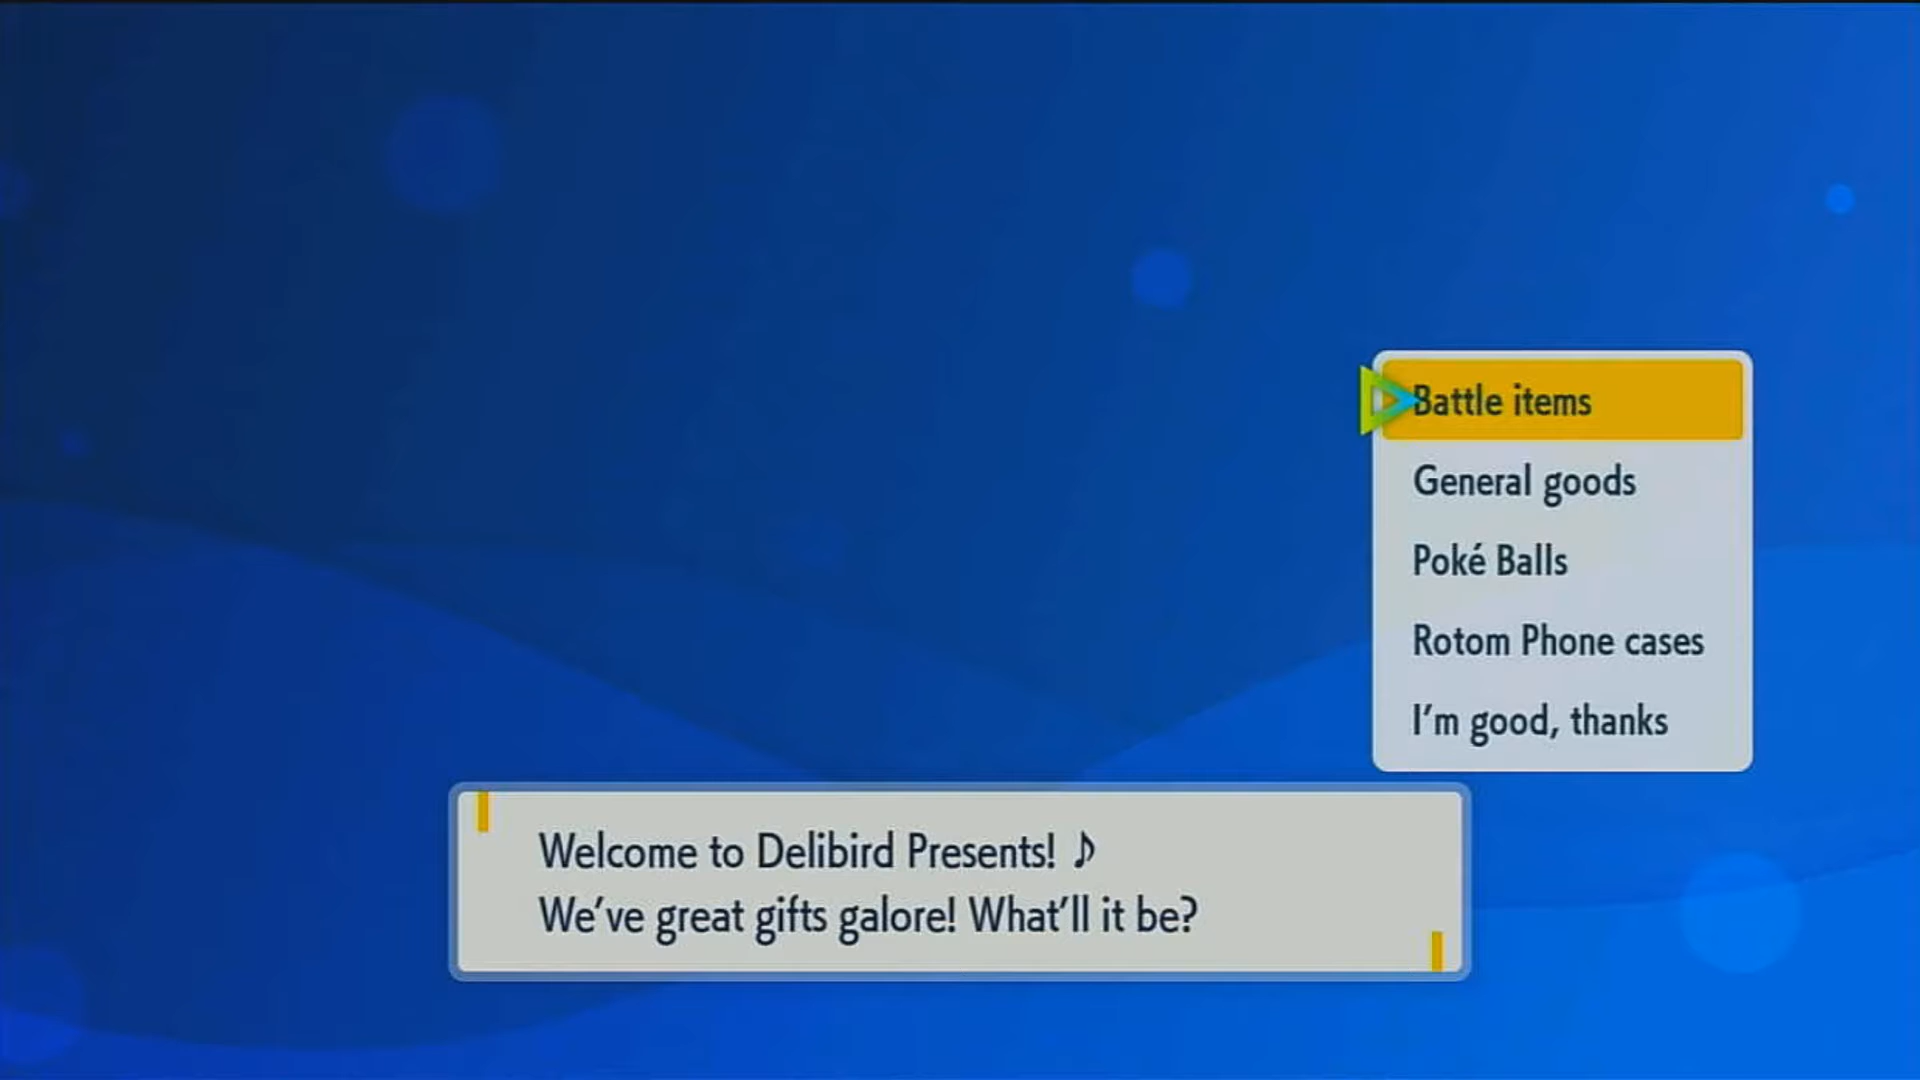 Battle items
General goods
Poké Balls
Rotom Phone cases
I'm good, thanks
Welcome to Delibird Presents! ♪
We've great gifts galore! What'll it be?